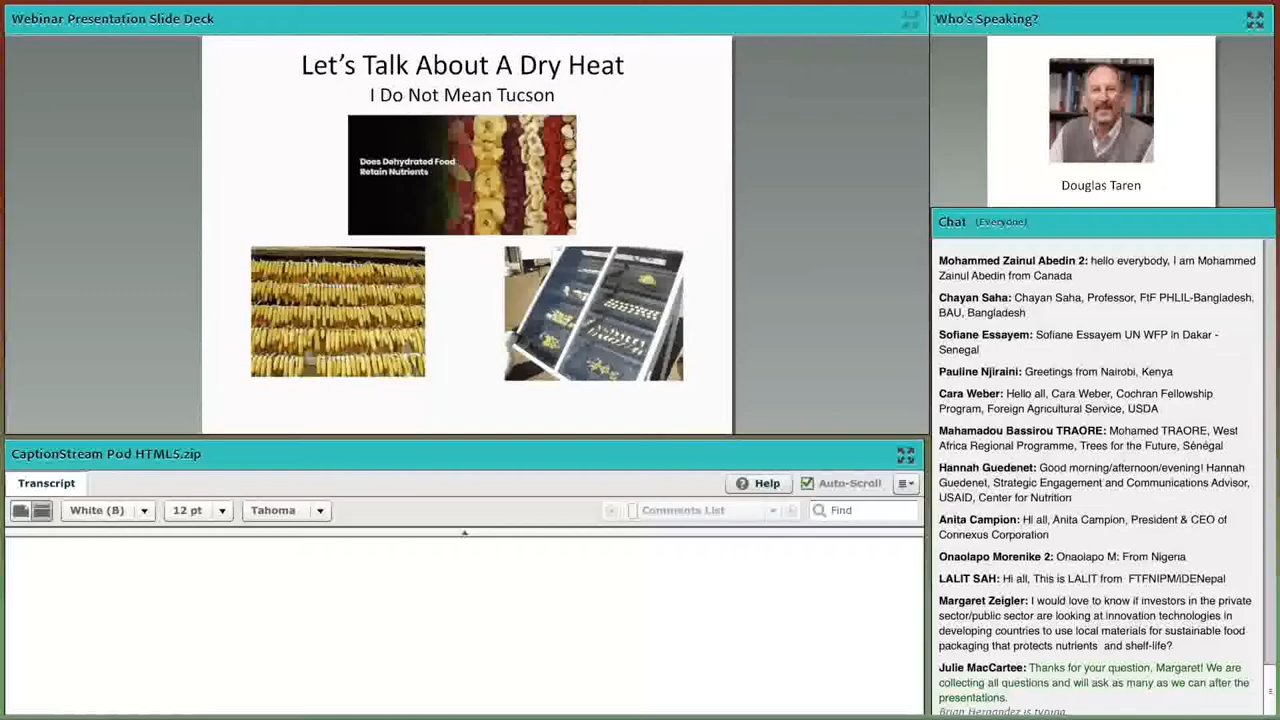 Webinar Presentation Slide Deck
Let's Talk About A Dry Heat
I Do Not Mean Tucson
Does Dehydrated Food
Retain Nutrients
Who's Speaking?
Douglas Taren
Chat (Everyone)
Mohammed Zainul Abedin 2: hello everybody, I am Mohammed
Zainul Abedin from Canada
Chayan Saha: Chayan Saha, Professor, FtF PHLIL-Bangladesh,
BAU, Bangladesh
Sofiane Essayem: Sofiane Essayem UN WFP in Dakar -
Senegal
Pauline Njiraini: Greetings from Nairobi, Kenya
Cara Weber: Hello all, Cara Weber, Cochran Fellowship
Program, Foreign Agricultural Service, USDA
Mahamadou Bassirou TRAORE: Mohamed TRAORE, West
Africa Regional Programme, Trees for the Future, Sénégal
Hannah Guedenet: Good morning/afternoon/evening! Hannah
Guedenet, Strategic Engagement and Communications Advisor,
USAID, Center for Nutrition
Anita Campion: Hi all, Anita Campion, President & CEO of
Connexus Corporation
Onaolapo Morenike 2: Onaolapo M: From Nigeria
LALIT SAH: Hi all, This is LALIT from FTFNIPM/iDENepal
Margaret Zeigler: I would love to know if investors in the private
sector/public sector are looking at innovation technologies in
developing countries to use local materials for sustainable food
packaging that protects nutrients and shelf-life?
Julie MacCartee: Thanks for your question, Margaret! We are
collecting all questions and will ask as many as we can after the
presentations.
Brian Hernandez is typing
CaptionStream Pod HTML5.zip
Transcript
Help
Auto-Scroll
White (B)
12 pt
Tahoma
Comments List
Find